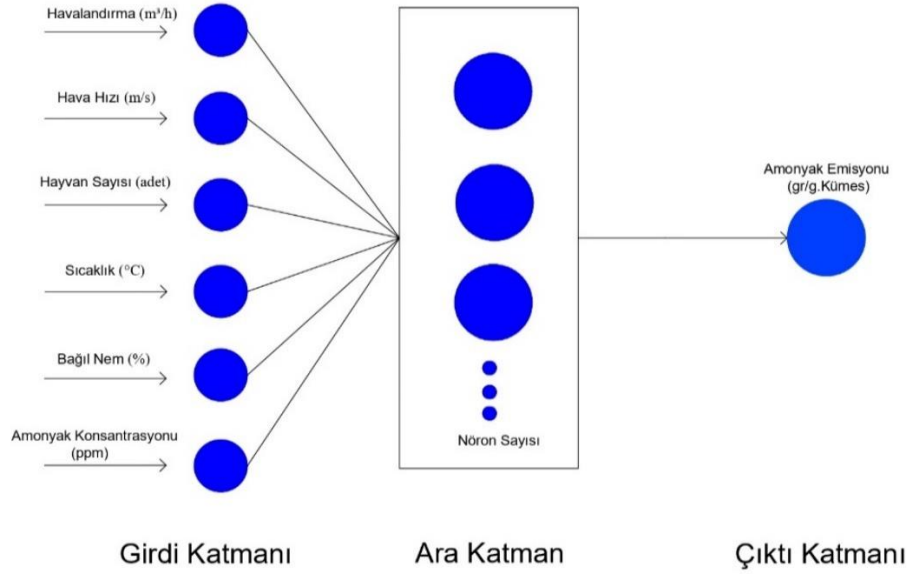 Havalandırma (m³/h)
Hava Hızı (m/s)
Hayvan Sayısı (adet)
Sıcaklık (°C)
Bağıl Nem (%)
Amonyak Konsantrasyonu
(ppm)
Nöron Sayısı
Amonyak Emisyonu
(gr/g.Kümes)
Girdi Katmanı
Ara Katman
Çıktı Katmanı